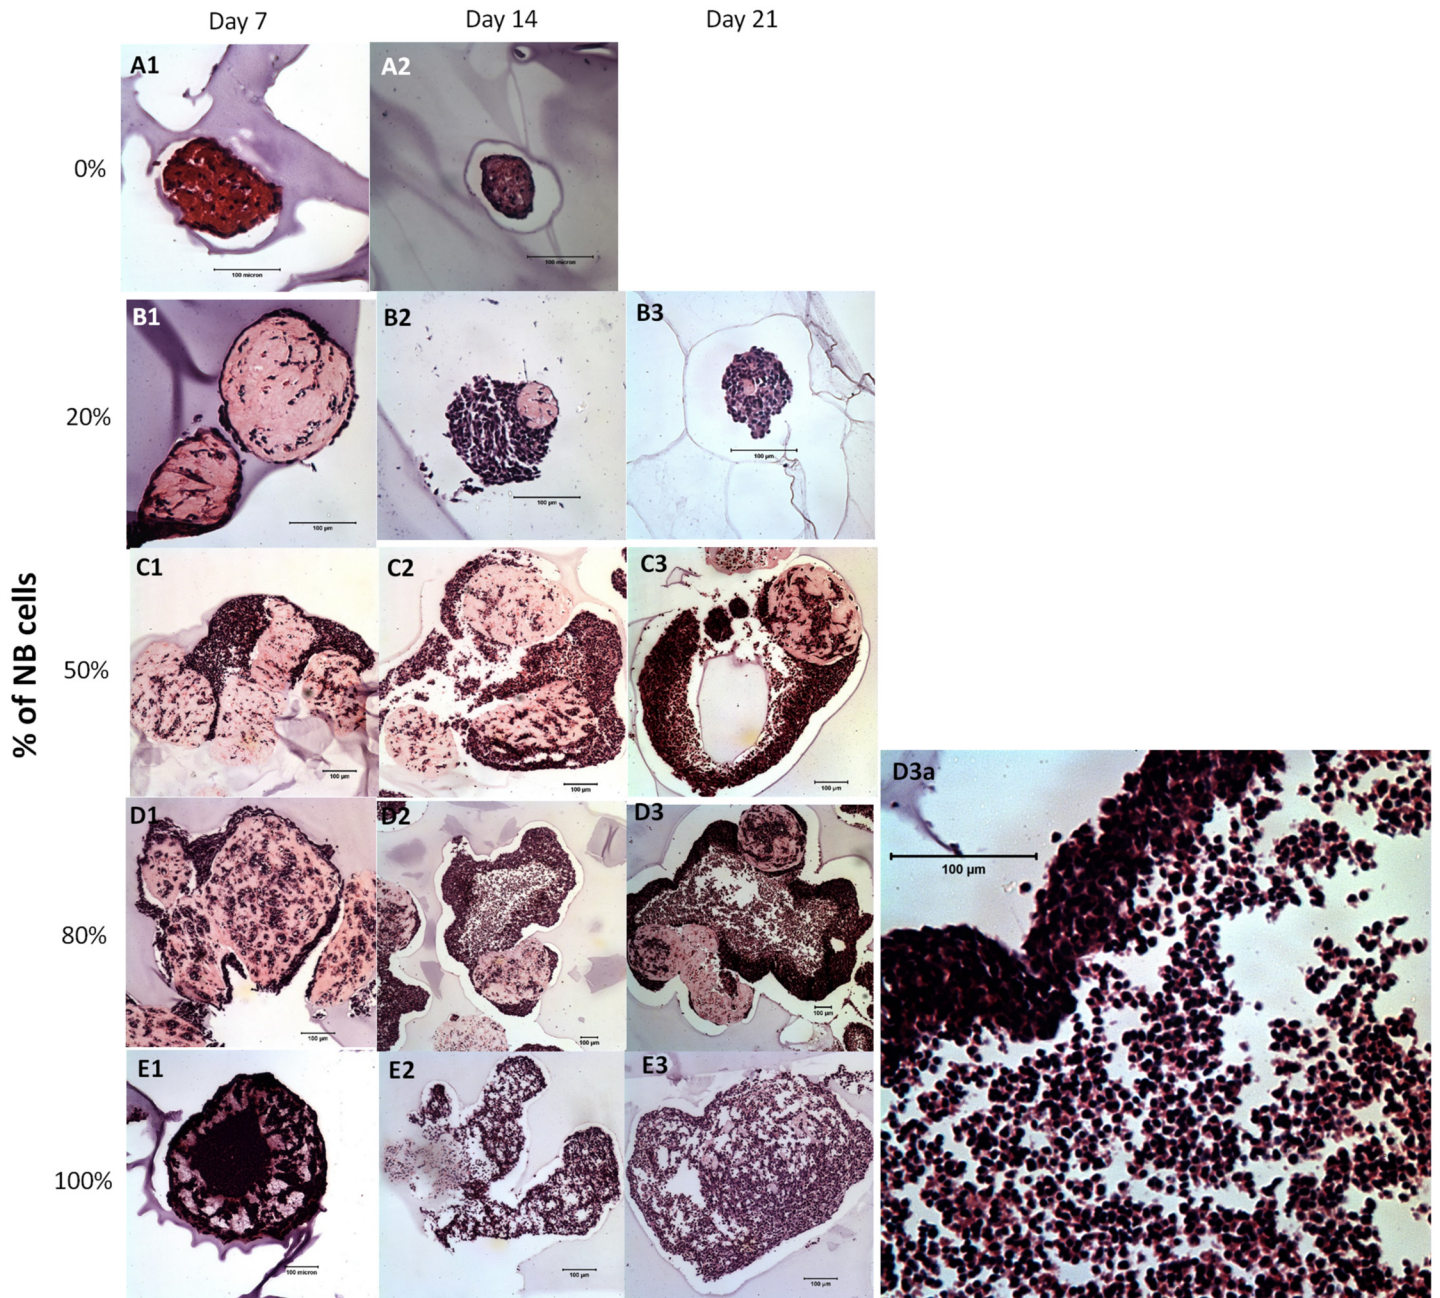 Day 7 Day 14 Day 21
% of NB cells
0%
A1 A2
100 micron 100 micron
20%
B1 B2 B3
100 µm 100 µm 100 µm
50%
C1 C2 C3
100 µm 100 µm 100 µm
80%
D1 D2 D3 D3a
100 µm 100 µm 100 µm 100 µm
100%
E1 E2 E3
100 micron 100 µm 100 µm